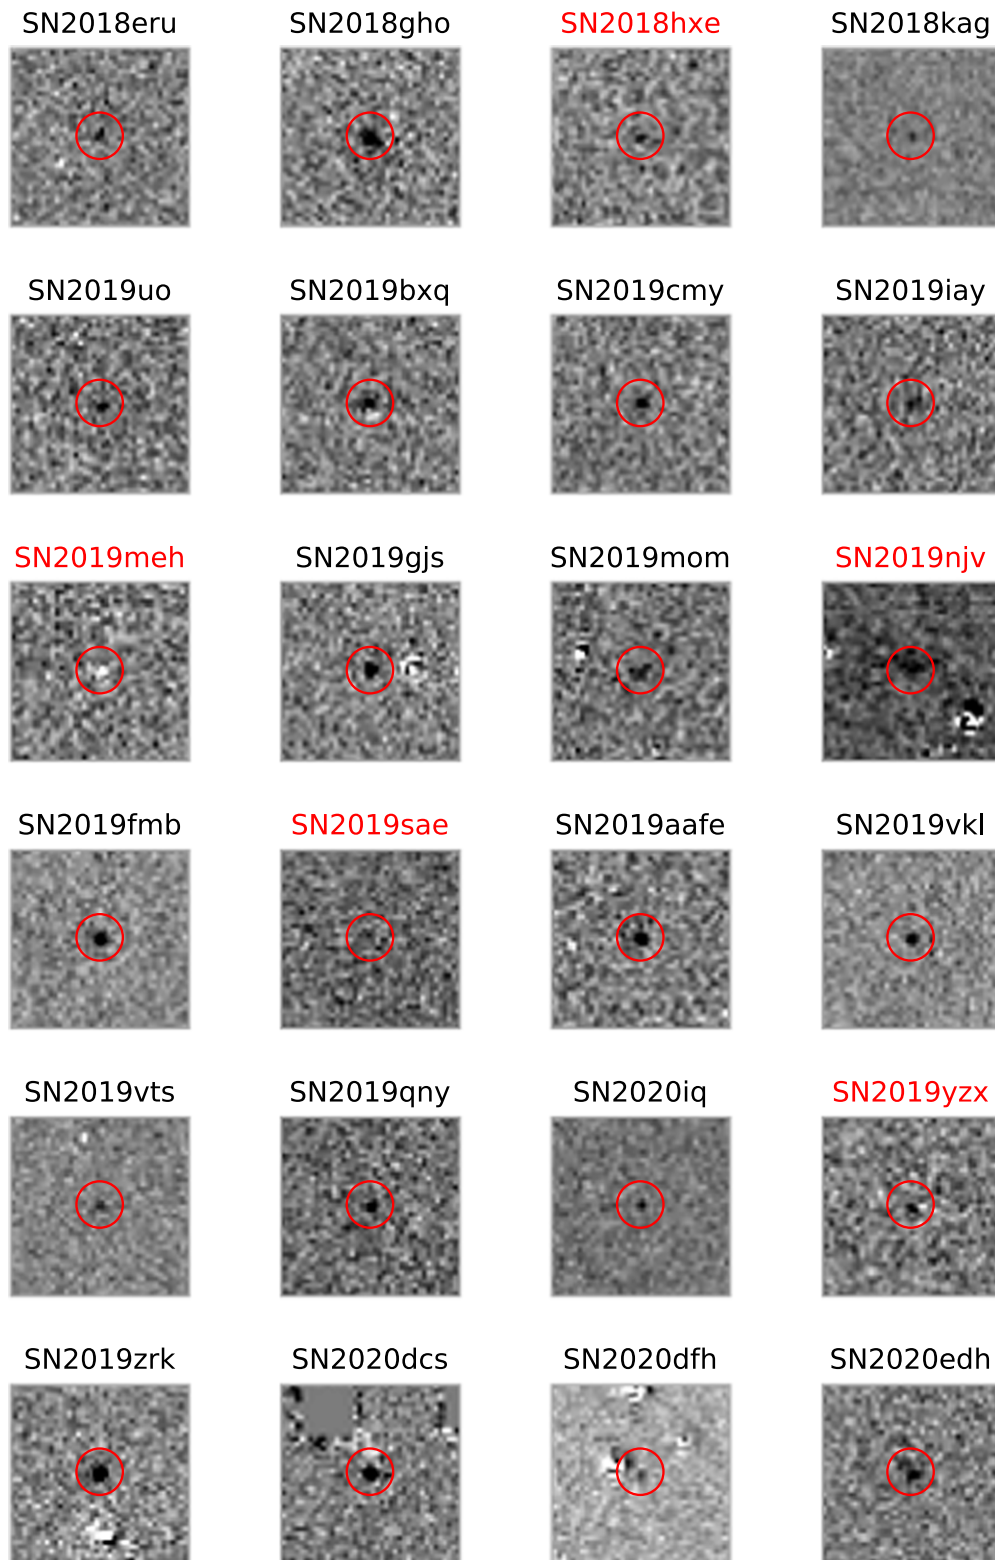 SN2018eru SN2018gho SN2018hxe SN2018kag
SN2019uo SN2019bxq SN2019cmy SN2019iay
SN2019meh SN2019gjs SN2019mom SN2019njv
SN2019fmb SN2019sae SN2019aafe SN2019vkl
SN2019vts SN2019qny SN2020iq SN2019yzx
SN2019zrk SN2020dcs SN2020dfh SN2020edh